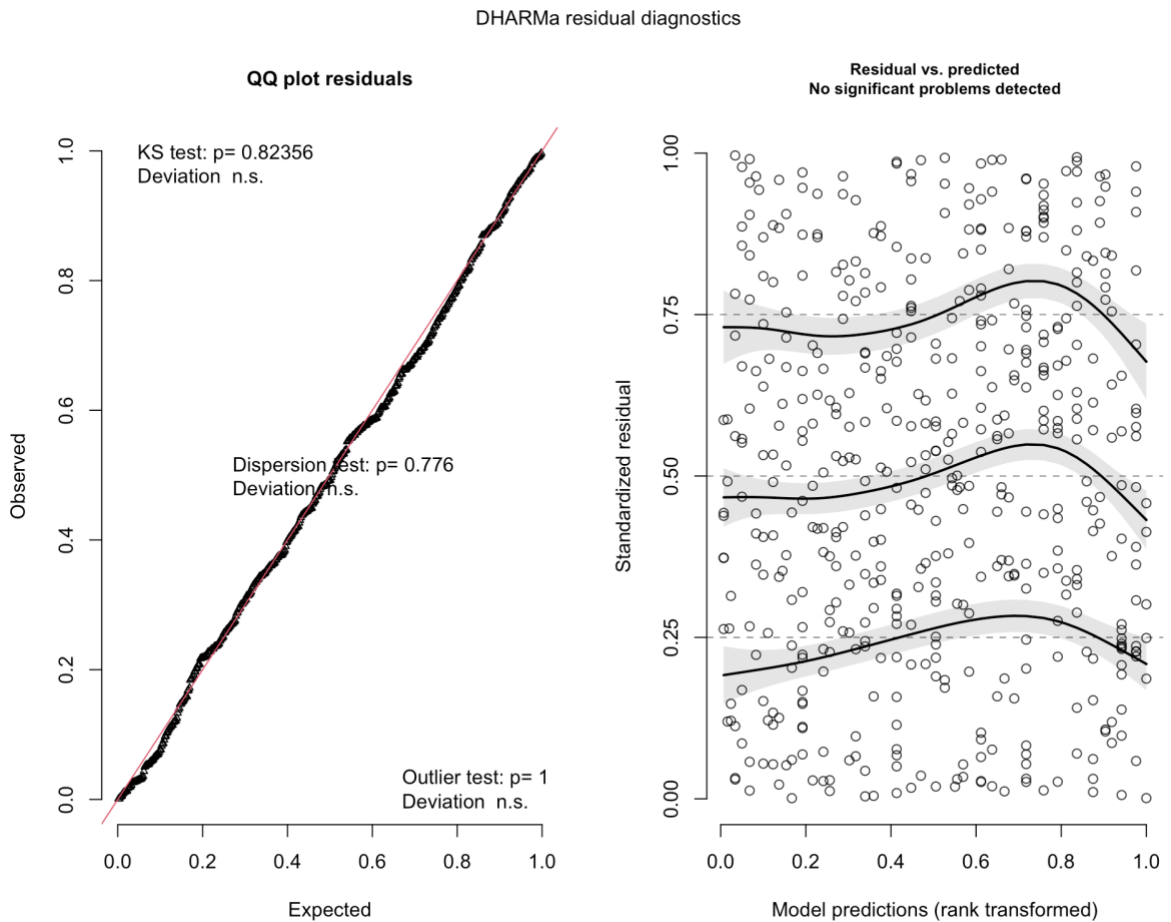 DHARMa residual diagnostics
QQ plot residuals
KS test: p= 0.82356
Deviation n.s.
Dispersion test: p= 0.776
Deviation n.s.
Outlier test: p= 1
Deviation n.s.
Observed
0.0
0.2
0.4
0.6
0.8
1.0
0.0 0.2 0.4 0.6 0.8 1.0
Expected
Residual vs. predicted
No significant problems detected
Standardized residual
0.00
0.25
0.50
0.75
1.00
0.0 0.2 0.4 0.6 0.8 1.0
Model predictions (rank transformed)